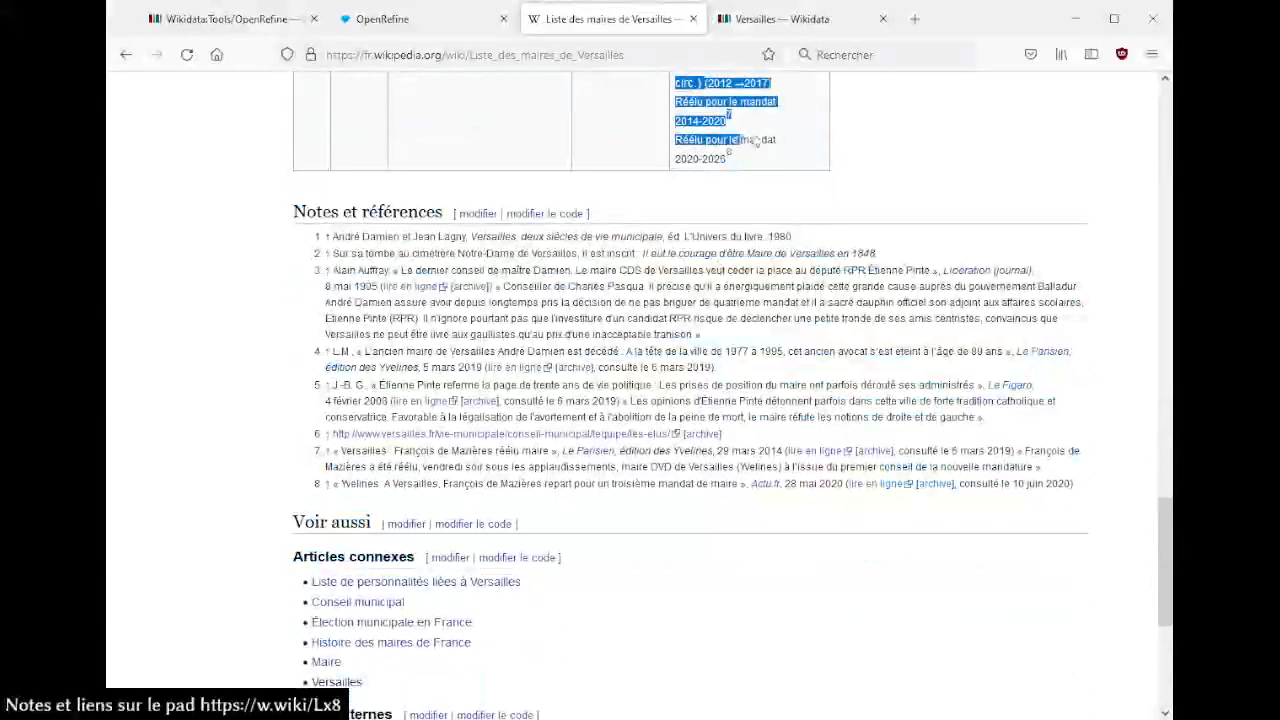 Wikidata:Tools/OpenRefine —
OpenRefine
Liste des maires de Versailles —
Versailles — Wikidata
https://fr.wikipedia.org/wiki/Liste_des_maires_de_Versailles
Rechercher
circ.) (2012 →2017)
Réélu pour le mandat
2014-2020 7
Réélu pour le mandat
2020-2026 8
Notes et références [ modifier | modifier le code ]
1 ↑ André Damien et Jean Lagny, Versailles, deux siècles de vie municipale, éd. L'Univers du livre, 1980.
2 ↑ Sur sa tombe au cimetière Notre-Dame de Versailles, il est inscrit : Il eut le courage d'être Maire de Versailles en 1848.
3 ↑ Alain Auffray, « Le dernier conseil de maître Damien. Le maire CDS de Versailles veut céder la place au député RPR Étienne Pinte », Libération (journal),
8 mai 1995 (lire en ligne [archive]) « Conseiller de Charles Pasqua, il précise qu'il a énergiquement plaidé cette grande cause auprès du gouvernement Balladur
André Damien assure avoir depuis longtemps pris la décision de ne pas briguer de quatrième mandat et il a sacré dauphin officiel son adjoint aux affaires scolaires,
Etienne Pinte (RPR). Il n'ignore pourtant pas que l'investiture d'un candidat RPR risque de déclencher une petite fronde de ses amis centristes, convaincus que
Versailles ne peut être livré aux gaullistes qu'au prix d'une inacceptable trahison »
4 ↑ L.M., « L'ancien maire de Versailles André Damien est décédé : A la tête de la ville de 1977 à 1995, cet ancien avocat s'est éteint à l'âge de 89 ans », Le Parisien,
édition des Yvelines, 5 mars 2019 (lire en ligne [archive], consulté le 6 mars 2019).
5 ↑ J.-B. G., « Étienne Pinte referme la page de trente ans de vie politique : Les prises de position du maire ont parfois dérouté ses administrés », Le Figaro,
4 février 2008 (lire en ligne [archive], consulté le 6 mars 2019) « Les opinions d'Étienne Pinte détonnent parfois dans cette ville de forte tradition catholique et
conservatrice. Favorable à la légalisation de l'avortement et à l'abolition de la peine de mort, le maire réfute les notions de droite et de gauche ».
6 ↑ http://www.versailles.fr/vie-municipale/conseil-municipal/lequipe/les-elus/ [archive]
7 ↑ « Versailles : François de Mazières réélu maire », Le Parisien, édition des Yvelines, 29 mars 2014 (lire en ligne [archive], consulté le 6 mars 2019) « François de
Mazières a été réélu, vendredi soir sous les applaudissements, maire DVD de Versailles (Yvelines) à l'issue du premier conseil de la nouvelle mandature »
8 ↑ « Yvelines. A Versailles, François de Mazières repart pour un troisième mandat de maire », Actu.fr, 28 mai 2020 (lire en ligne [archive], consulté le 10 juin 2020)
Voir aussi [ modifier | modifier le code ]
Articles connexes [ modifier | modifier le code ]
• Liste de personnalités liées à Versailles
• Conseil municipal
• Élection municipale en France
• Histoire des maires de France
• Maire
• Versailles
ternes [ modifier | modifier le code ]
Notes et liens sur le pad https://w.wiki/Lx8